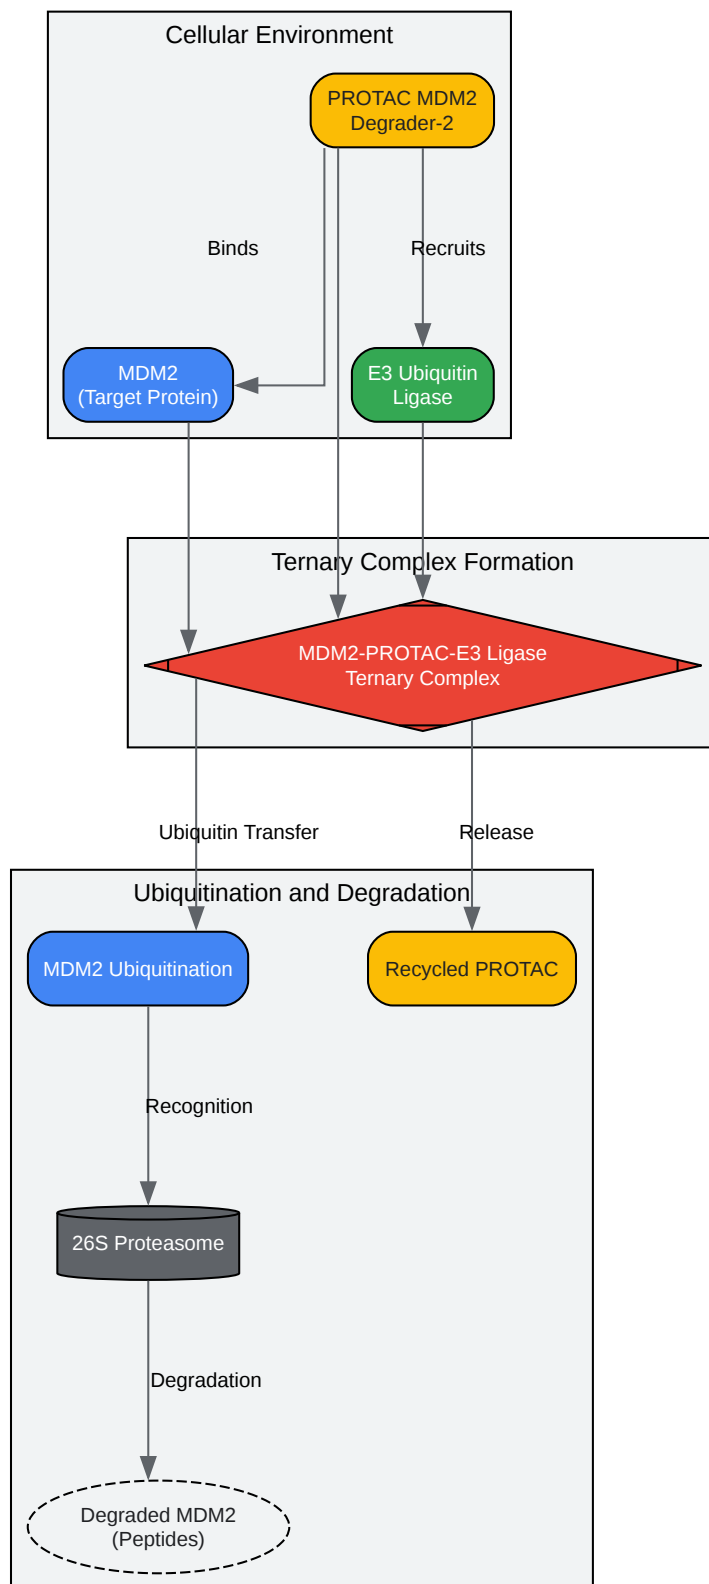 Cellular Environment
PROTAC MDM2
Degrader-2
Binds
Recruits
MDM2
(Target Protein)
E3 Ubiquitin
Ligase
Ternary Complex Formation
MDM2-PROTAC-E3 Ligase
Ternary Complex
Ubiquitin Transfer
Release
Ubiquitination and Degradation
MDM2 Ubiquitination
Recycled PROTAC
Recognition
26S Proteasome
Degradation
Degraded MDM2
(Peptides)